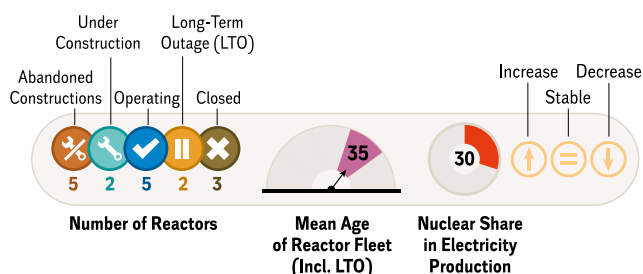 Under
Construction
Long-Term
Outage (LTO)
Abandoned
Constructions
Operating
Closed
Increase
Decrease
Stable
5
2
5
2
3
35
30
Number of Reactors
Mean Age
of Reactor Fleet
(Incl. LTO)
Nuclear Share
in Electricity
Production